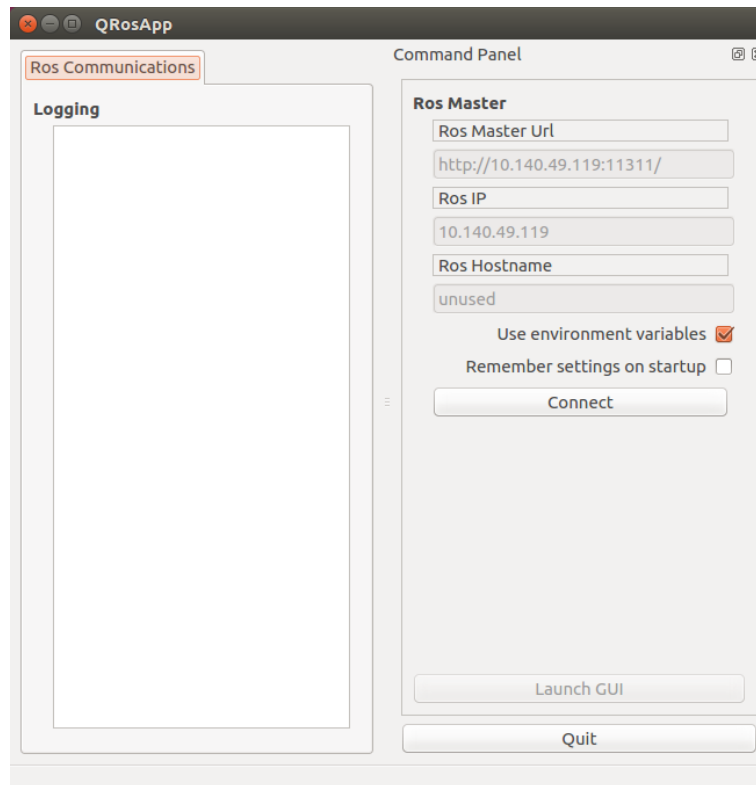 QRosApp
Ros Communications
Logging
Command Panel
Ros Master
Ros Master Url
http://10.140.49.119:11311/
Ros IP
10.140.49.119
Ros Hostname
unused
Use environment variables
Remember settings on startup
Connect
Launch GUI
Quit